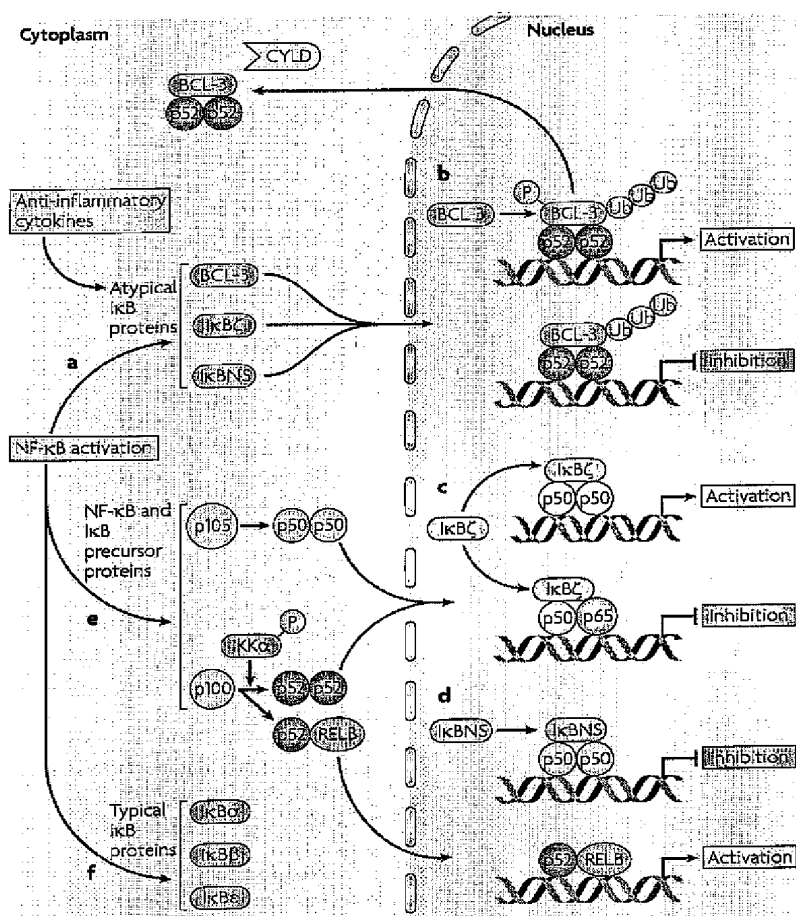 Cytoplasm
Nucleus
CYLD
BCL-3
p52 p52
b
P
BCL-3
BCL-3
Ub
Ub
Ub
p52 p52
Activation
Anti-inflammatory
cytokines
Atypical
IκB
proteins
BCL-3
IκBζ
IκBNS
a
BCL-3
Ub
Ub
Ub
p52 p52
Inhibition
NF-κB activation
c
IκBζ
IκBζ
p50 p50
Activation
NF-κB and
IκB
precursor
proteins
p105
p50 p50
IκBζ
p50 p65
Inhibition
e
P
IKKα
p100
p52 p52
p52 RELB
d
IκBNS
IκBNS
p50 p50
Inhibition
Typical
IκB
proteins
IκBα
IκBβ
IκBε
f
p52 RELB
Activation